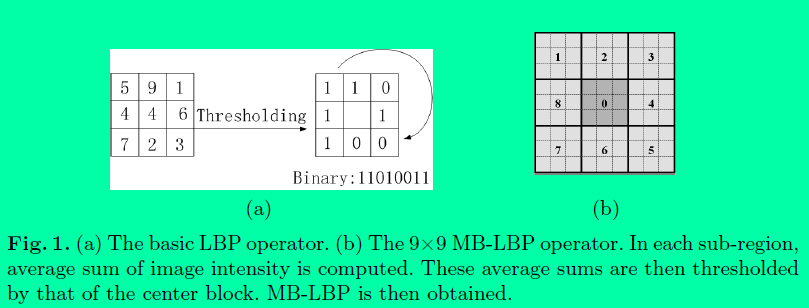 5 9 1
4 4 6
7 2 3
Thresholding
1 1 0
1 1
1 0 0
Binary:11010011
(a)
1 2 3
8 0 4
7 6 5
(b)
Fig. 1. (a) The basic LBP operator. (b) The 9×9 MB-LBP operator. In each sub-region,
average sum of image intensity is computed. These average sums are then thresholded
by that of the center block. MB-LBP is then obtained.